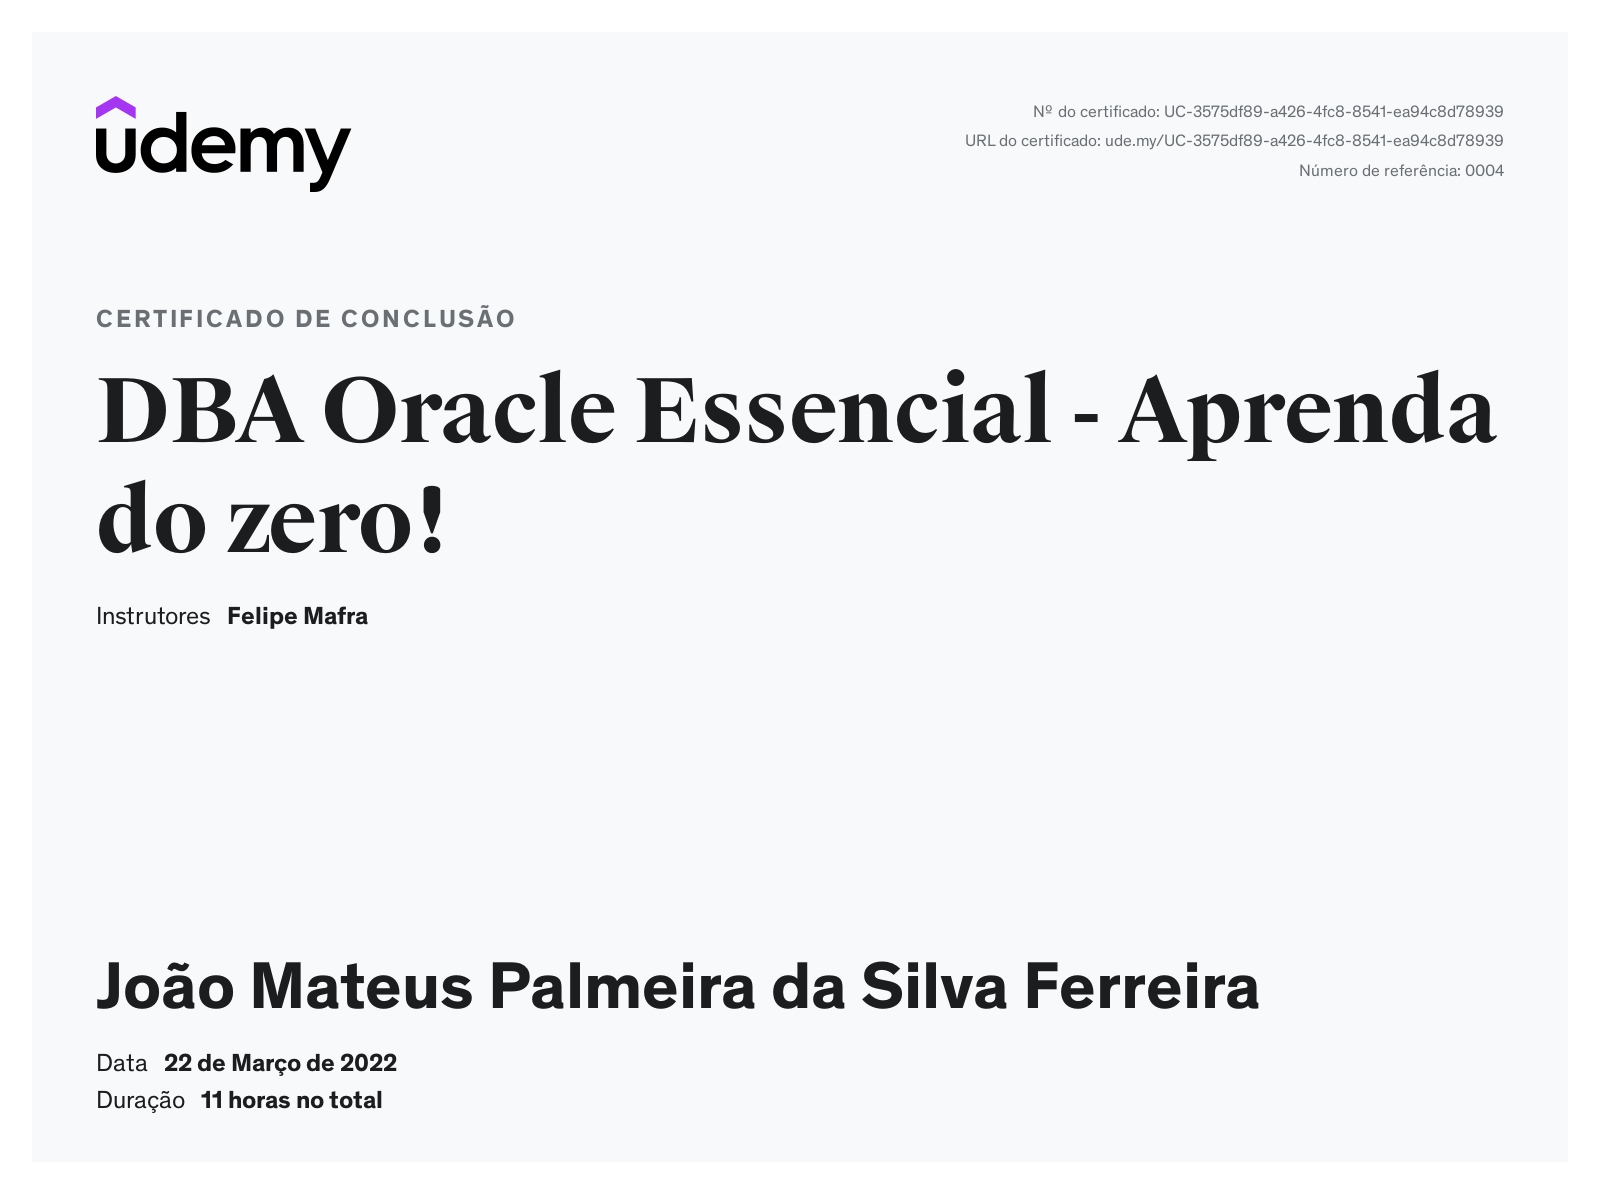 udemy
Nº do certificado: UC-3575df89-a426-4fc8-8541-ea94c8d78939
URL do certificado: ude.my/UC-3575df89-a426-4fc8-8541-ea94c8d78939
Número de referência: 0004
CERTIFICADO DE CONCLUSÃO
DBA Oracle Essencial - Aprenda
do zero!
Instrutores Felipe Mafra
João Mateus Palmeira da Silva Ferreira
Data 22 de Março de 2022
Duração 11 horas no total